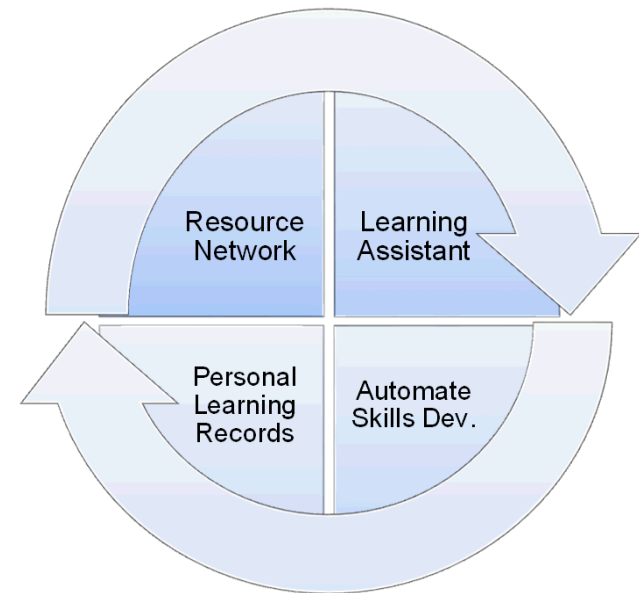 Resource
Network
Learning
Assistant
Personal
Learning
Records
Automate
Skills Dev.